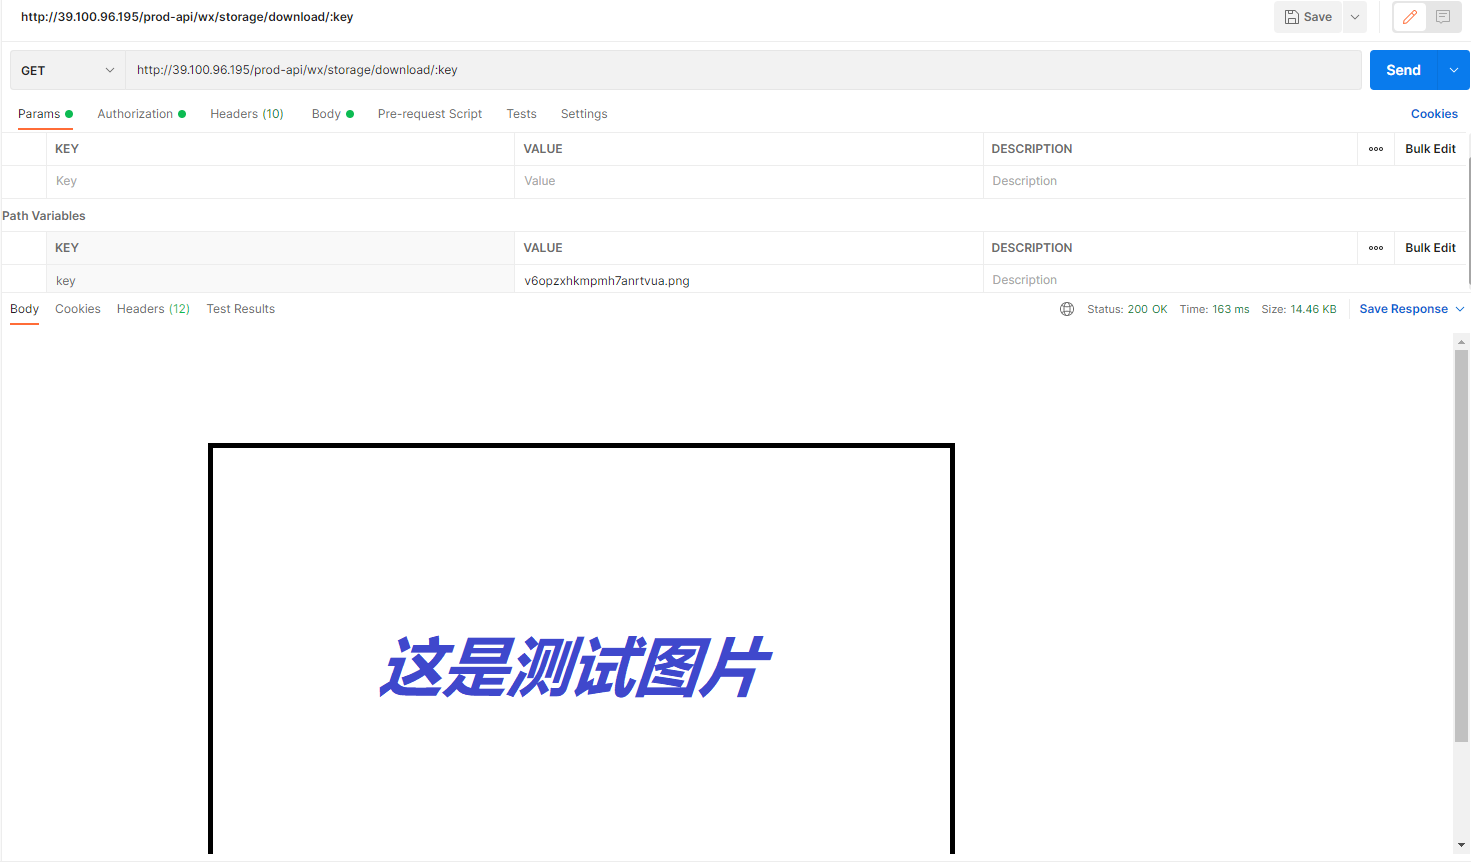 http://39.100.96.195/prod-api/wx/storage/download/:key
Save
GET
http://39.100.96.195/prod-api/wx/storage/download/:key
Send
Params Authorization Headers (10) Body Pre-request Script Tests Settings Cookies
KEY VALUE DESCRIPTION ooo Bulk Edit
Key Value Description
Path Variables
KEY VALUE DESCRIPTION ooo Bulk Edit
key v6opzxhkmpmh7anrtvua.png Description
Body Cookies Headers (12) Test Results Status: 200 OK Time: 163 ms Size: 14.46 KB Save Response
这是测试图片